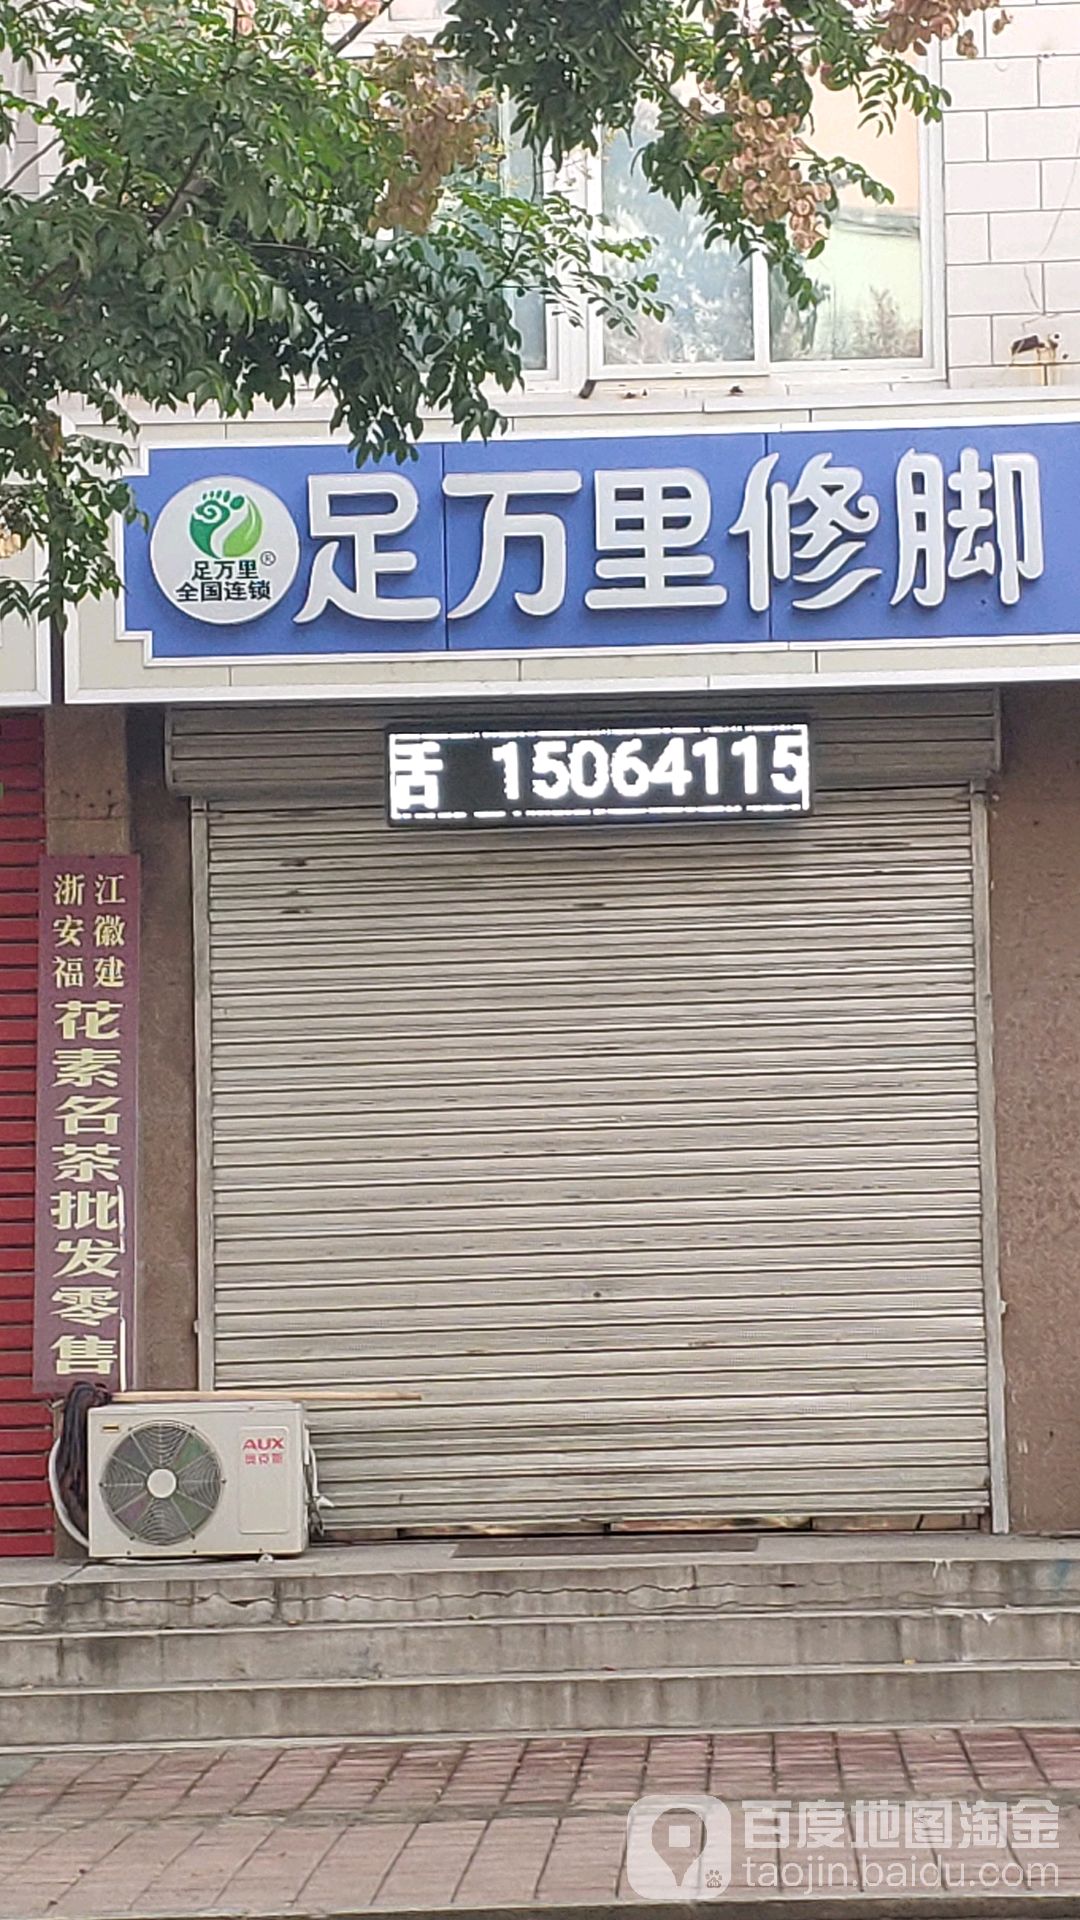 足万里修脚
足万里®
全国连锁
15064115
浙江
安徽
福建
花素名茶批发零售
AUX
奥克斯
百度地图淘金
taojin.baidu.com